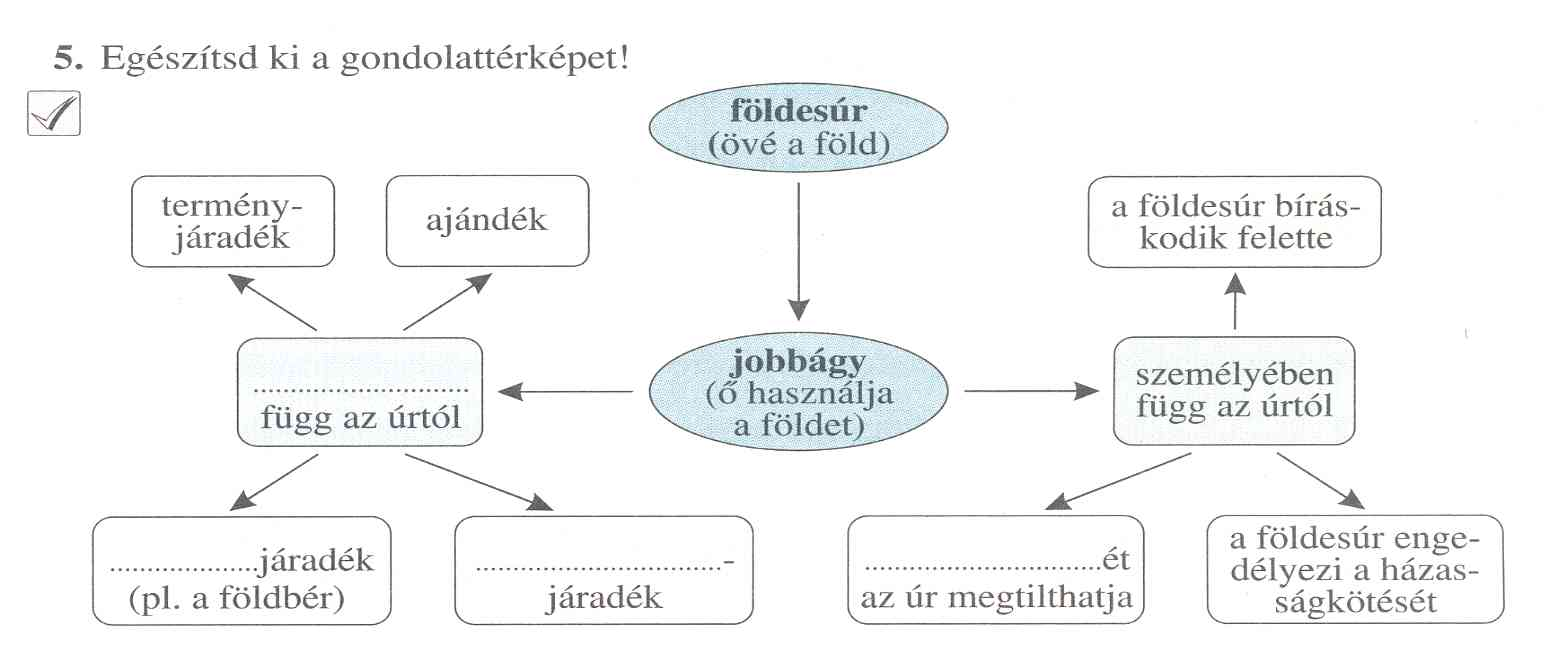 5. Egészítsd ki a gondolattérképet!
földesúr
(övé a föld)
termény-
járadék
ajándék
a földesúr bírás-
kodik felette
....................
függ az úrtól
jobbágy
(ő használja
a földet)
személyében
függ az úrtól
..................járadék
(pl. a földbér)
..............................-
járadék
.............................ét
az úr megtilthatja
a földesúr enge-
délyezi a házas-
ságkötését